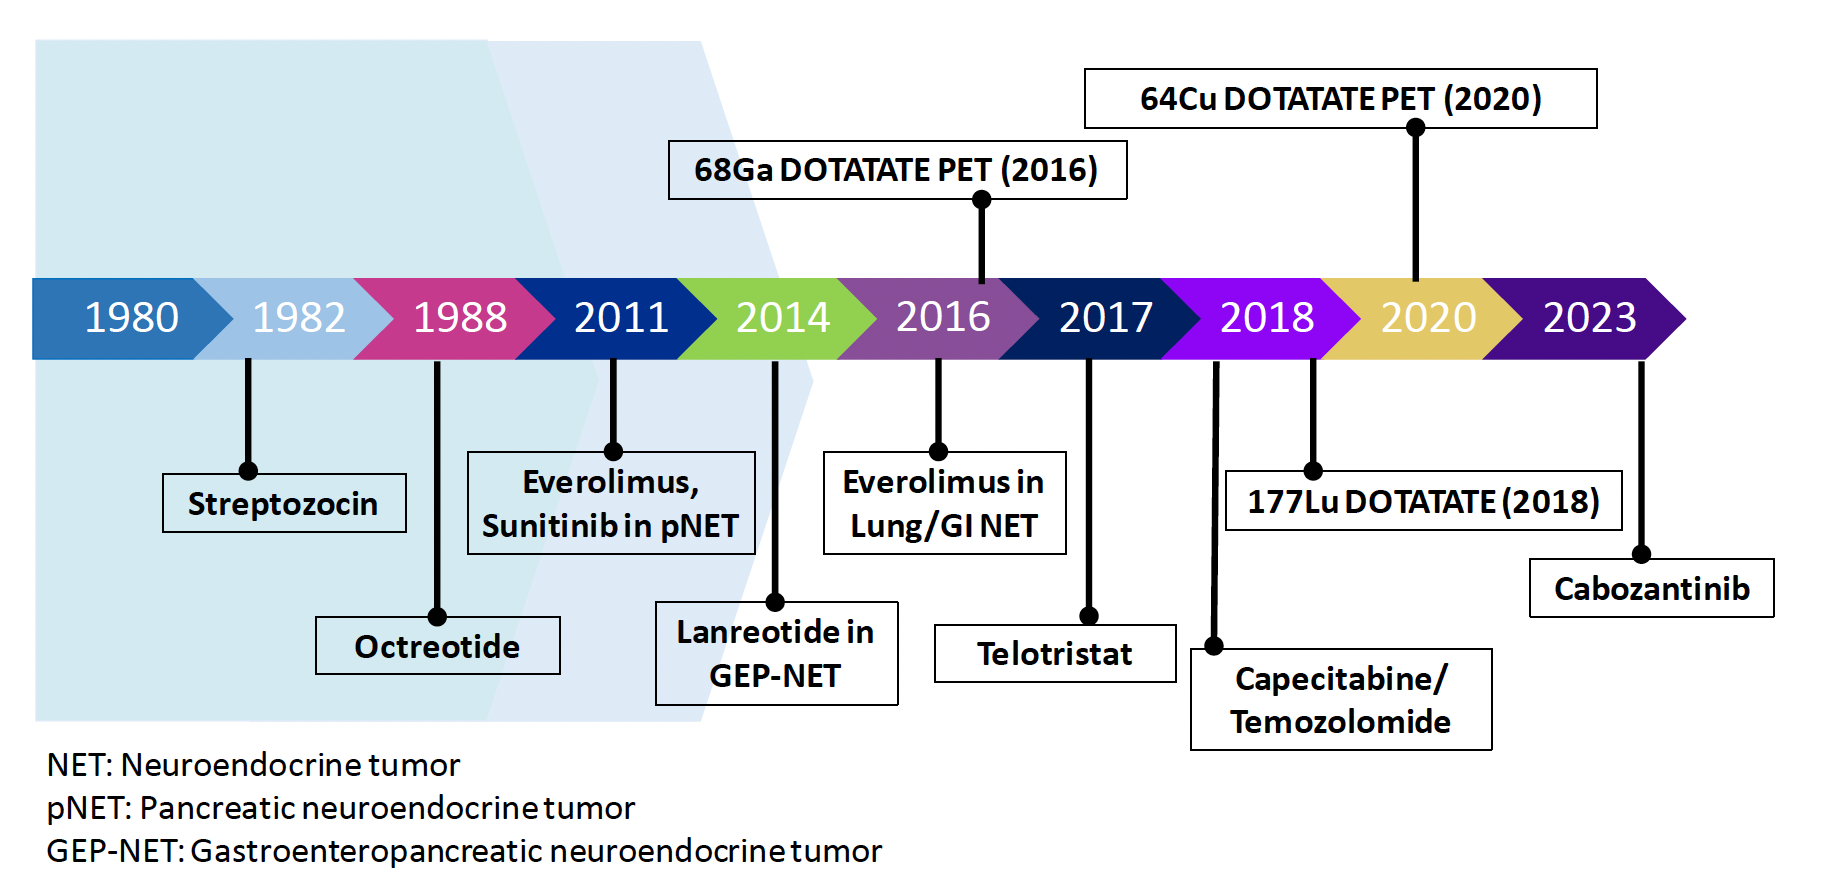 64Cu DOTATATE PET (2020)
68Ga DOTATATE PET (2016)
1980
1982
1988
2011
2014
2016
2017
2018
2020
2023
Streptozocin
Octreotide
Everolimus,
Sunitinib in pNET
Lanreotide in
GEP-NET
Everolimus in
Lung/GI NET
Telotristat
Capecitabine/
Temozolomide
177Lu DOTATATE (2018)
Cabozantinib
NET: Neuroendocrine tumor
pNET: Pancreatic neuroendocrine tumor
GEP-NET: Gastroenteropancreatic neuroendocrine tumor